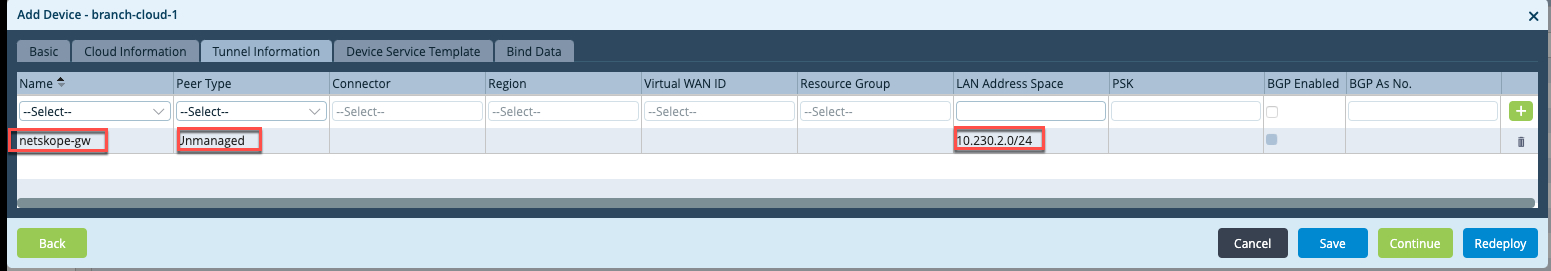 Add Device - branch-cloud-1
Basic Cloud Information Tunnel Information Device Service Template Bind Data
Name Peer Type Connector Region Virtual WAN ID Resource Group LAN Address Space PSK BGP Enabled BGP As No.
--Select-- --Select-- --Select-- --Select-- --Select-- --Select--
netskope-gw Unmanaged 10.230.2.0/24
Back Cancel Save Continue Redeploy